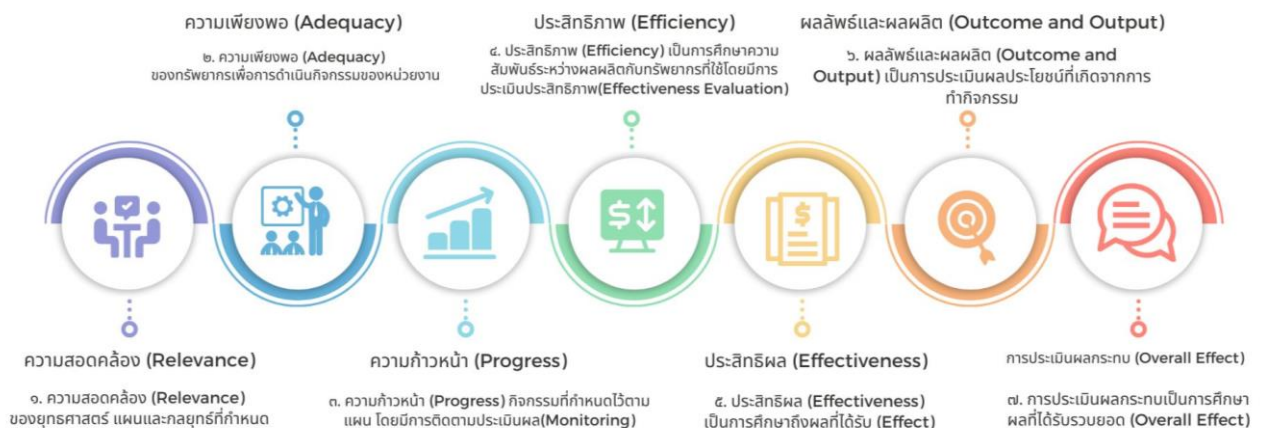 ความเพียงพอ (Adequacy)
๒. ความเพียงพอ (Adequacy)
ของทรัพยากรเพื่อการดำเนินกิจกรรมของหน่วยงาน
ประสิทธิภาพ (Efficiency)
๔. ประสิทธิภาพ (Efficiency) เป็นการศึกษาความ
สัมพันธ์ระหว่างผลผลิตกับทรัพยากรที่ใช้โดยมีการ
ประเมินประสิทธิภาพ(Effectiveness Evaluation)
ผลลัพธ์และผลผลิต (Outcome and Output)
๖. ผลลัพธ์และผลผลิต (Outcome and
Output) เป็นการประเมินผลประโยชน์ที่เกิดจากการ
ทำกิจกรรม
ความสอดคล้อง (Relevance)
๑. ความสอดคล้อง (Relevance)
ของยุทธศาสตร์ แผนและกลยุทธ์ที่กำหนด
ความก้าวหน้า (Progress)
๓. ความก้าวหน้า (Progress) กิจกรรมที่กำหนดไว้ตาม
แผน โดยมีการติดตามประเมินผล(Monitoring)
ประสิทธิผล (Effectiveness)
๕. ประสิทธิผล (Effectiveness)
เป็นการศึกษาถึงผลที่ได้รับ (Effect)
การประเมินผลกระทบ (Overall Effect)
๗. การประเมินผลกระทบเป็นการศึกษา
ผลที่ได้รับรวบยอด (Overall Effect)